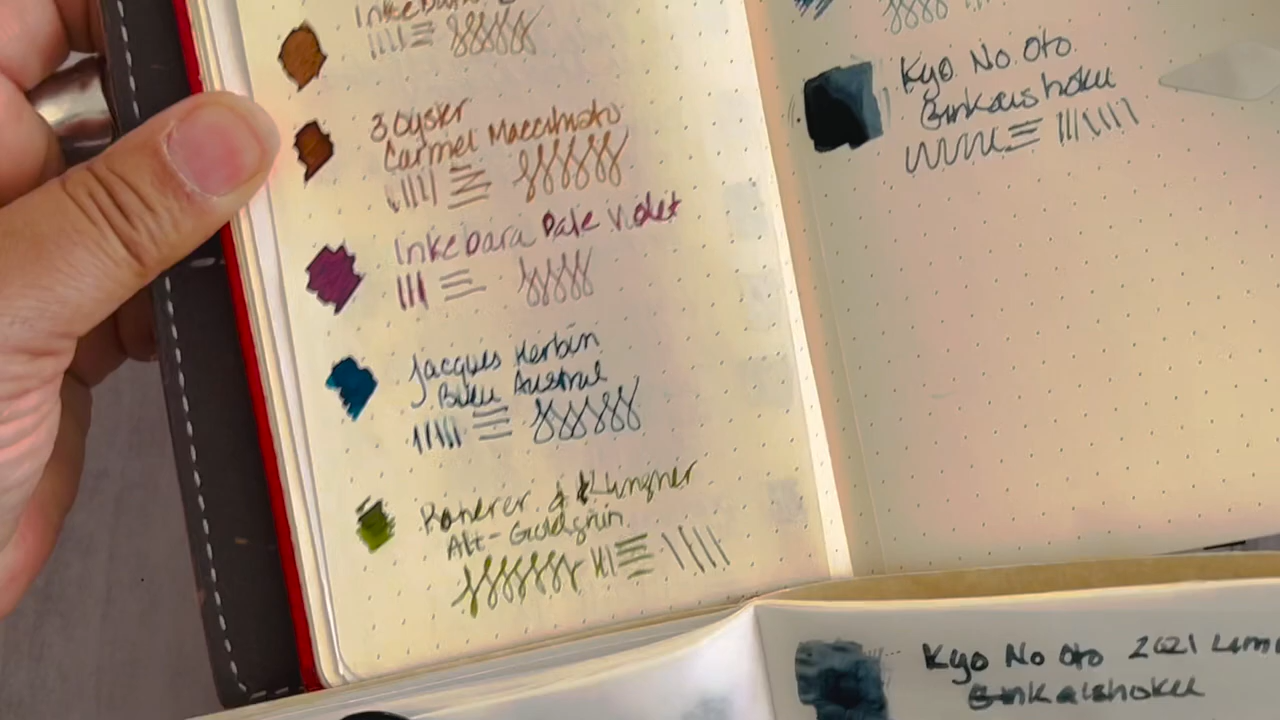 3 Oyster
Carmel Macchiato
Inkebara Pale Violet
Jacques Herbin
Bleu Austral
Rohrer & Klingner
Alt-Goldgrün
Kyo No Oto
Ginkaishoku
Kyo No Oto 2021
Ginkaishoku